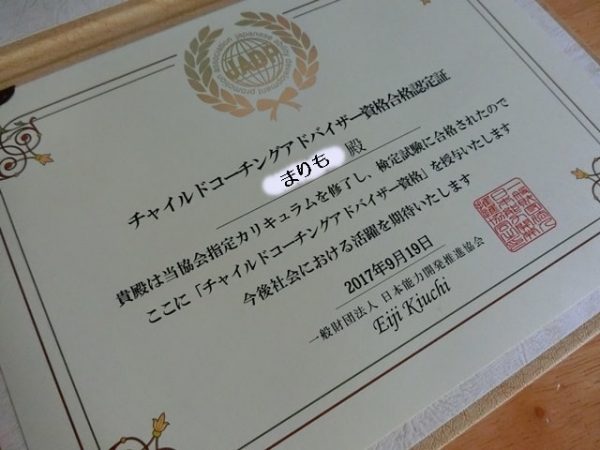 Japanese ability development promotion association
JADP
チャイルドコーチングアドバイザー資格合格認定証
まりも 殿
貴殿は当協会指定カリキュラムを修了し、検定試験に合格されたので
ここに「チャイルドコーチングアドバイザー資格」を授与いたします
今後社会における活躍を期待いたします
2017年9月19日
一般財団法人 日本能力開発推進協会
Eiji Kiuchi